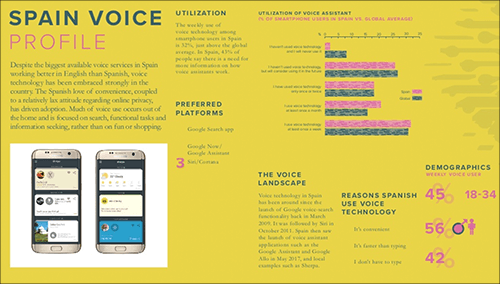 SPAIN VOICE
PROFILE
Despite the biggest available voice services in Spain
working better in English than Spanish, voice
technology has been embraced strongly in the
country. The Spanish love of convenience, coupled
to a relatively lax attitude regarding online privacy,
has driven adoption. Much of voice use occurs out of
the home and is focused on search, functional tasks and
information seeking, rather than on fun or shopping.
UTILIZATION
The weekly use of
voice technology among
smartphone users in Spain
is 32%, just above the global
average. In Spain, 43% of
people say there is a need for
more information on how
voice assistants work.
PREFERRED
PLATFORMS
Google Search app
Google Now/
Google Assistant
3
Siri/Cortana
UTILIZATION OF VOICE ASSISTANT
(% OF SMARTPHONE USERS IN SPAIN VS. GLOBAL AVERAGE)
I haven't used voice technology
and I will never use it
I haven't used voice technology
but will consider using it in the future
I have used voice technology
only once or twice
I use voice technology
at least once a month
I use voice technology
at least once a week
Spain
Global
THE VOICE
LANDSCAPE
Voice technology in Spain
has been around since the
launch of Google voice search
functionality back in March
2009. It was followed by Siri in
October 2011. Spain then saw
the launch of voice assistant
applications such as the
Google Assistant and Google
Allo in May 2017, and local
examples such as Sherpa.
REASONS SPANISH
USE VOICE
TECHNOLOGY
It's convenient
It's faster than typing
I don't have to type
DEMOGRAPHICS
WEEKLY VOICE USER
45% 18-34
56%
42%